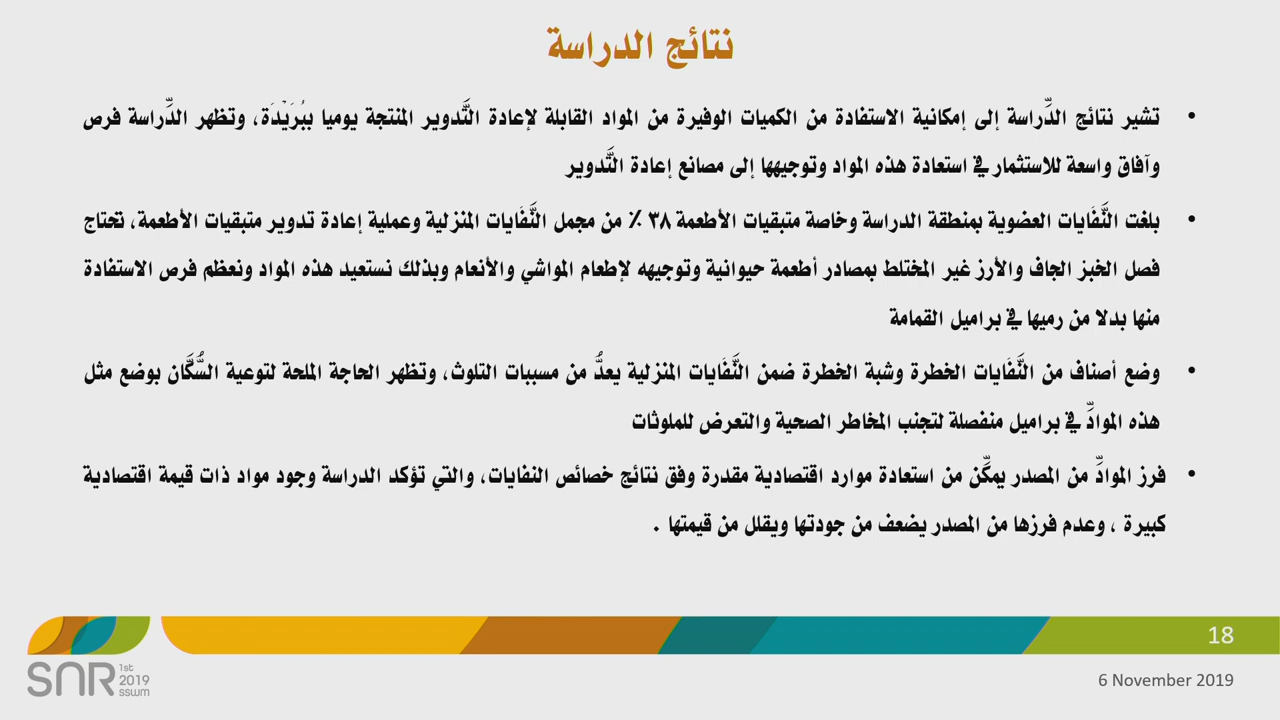 نتائج الدراسة
• تشير نتائج الدِّراسة إلى إمكانية الاستفادة من الكميات الوفيرة من المواد القابلة لإعادة التَّدوير المنتجة يوميا ببُرَيْدَة، وتظهر الدِّراسة فرص
وآفاق واسعة للاستثمار في استعادة هذه المواد وتوجيهها إلى مصانع إعادة التَّدوير
• بلغت النَّفَايات العضوية بمنطقة الدراسة وخاصة متبقيات الأطعمة ٣٨ ٪ من مجمل النَّفَايات المنزلية وعملية إعادة تدوير متبقيات الأطعمة، تحتاج
فصل الخبز الجاف والأرز غير المختلط بمصادر أطعمة حيوانية وتوجيهه لإطعام المواشي والأنعام وبذلك نستعيد هذه المواد ونعظم فرص الاستفادة
منها بدلا من رميها في براميل القمامة
• وضع أصناف من النَّفَايات الخطرة وشبة الخطرة ضمن النَّفَايات المنزلية يعدُّ من مسببات التلوث، وتظهر الحاجة الملحة لتوعية السُّكَّان بوضع مثل
هذه الموادِّ في براميل منفصلة لتجنب المخاطر الصحية والتعرض للملوثات
• فرز الموادِّ من المصدر يمكِّن من استعادة موارد اقتصادية مقدرة وفق نتائج خصائص النفايات، والتي تؤكد الدراسة وجود مواد ذات قيمة اقتصادية
كبيرة ، وعدم فرزها من المصدر يضعف من جودتها ويقلل من قيمتها .
18
SNR
1st
2019
sswm
6 November 2019